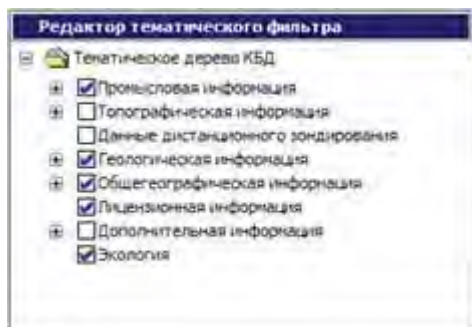 Редактор тематического фильтра
Тематическое дерево КБД
Промысловая информация
Топографическая информация
Данные дистанционного зондирования
Геологическая информация
Общегеографическая информация
Лицензионная информация
Дополнительная информация
Экология